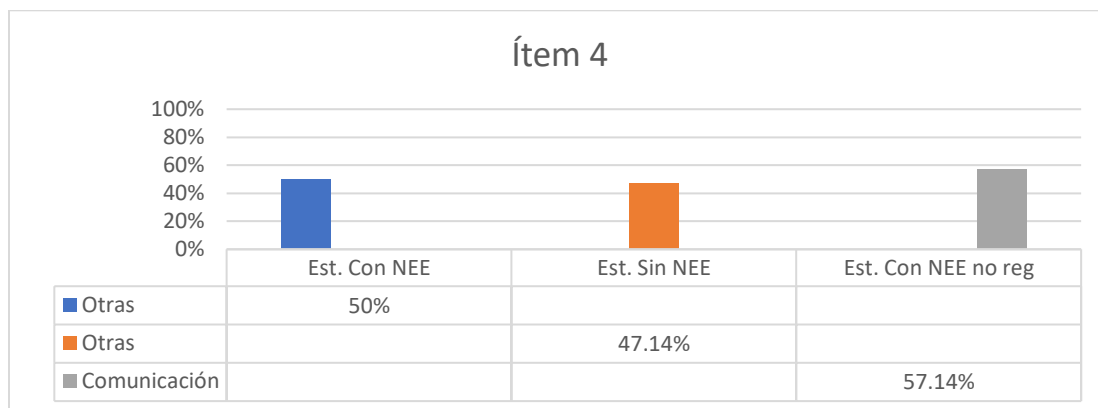 Ítem 4
100%
80%
60%
40%
20%
0%
Est. Con NEE Est. Sin NEE Est. Con NEE no reg
Otras 50%
Otras 47.14%
Comunicación 57.14%